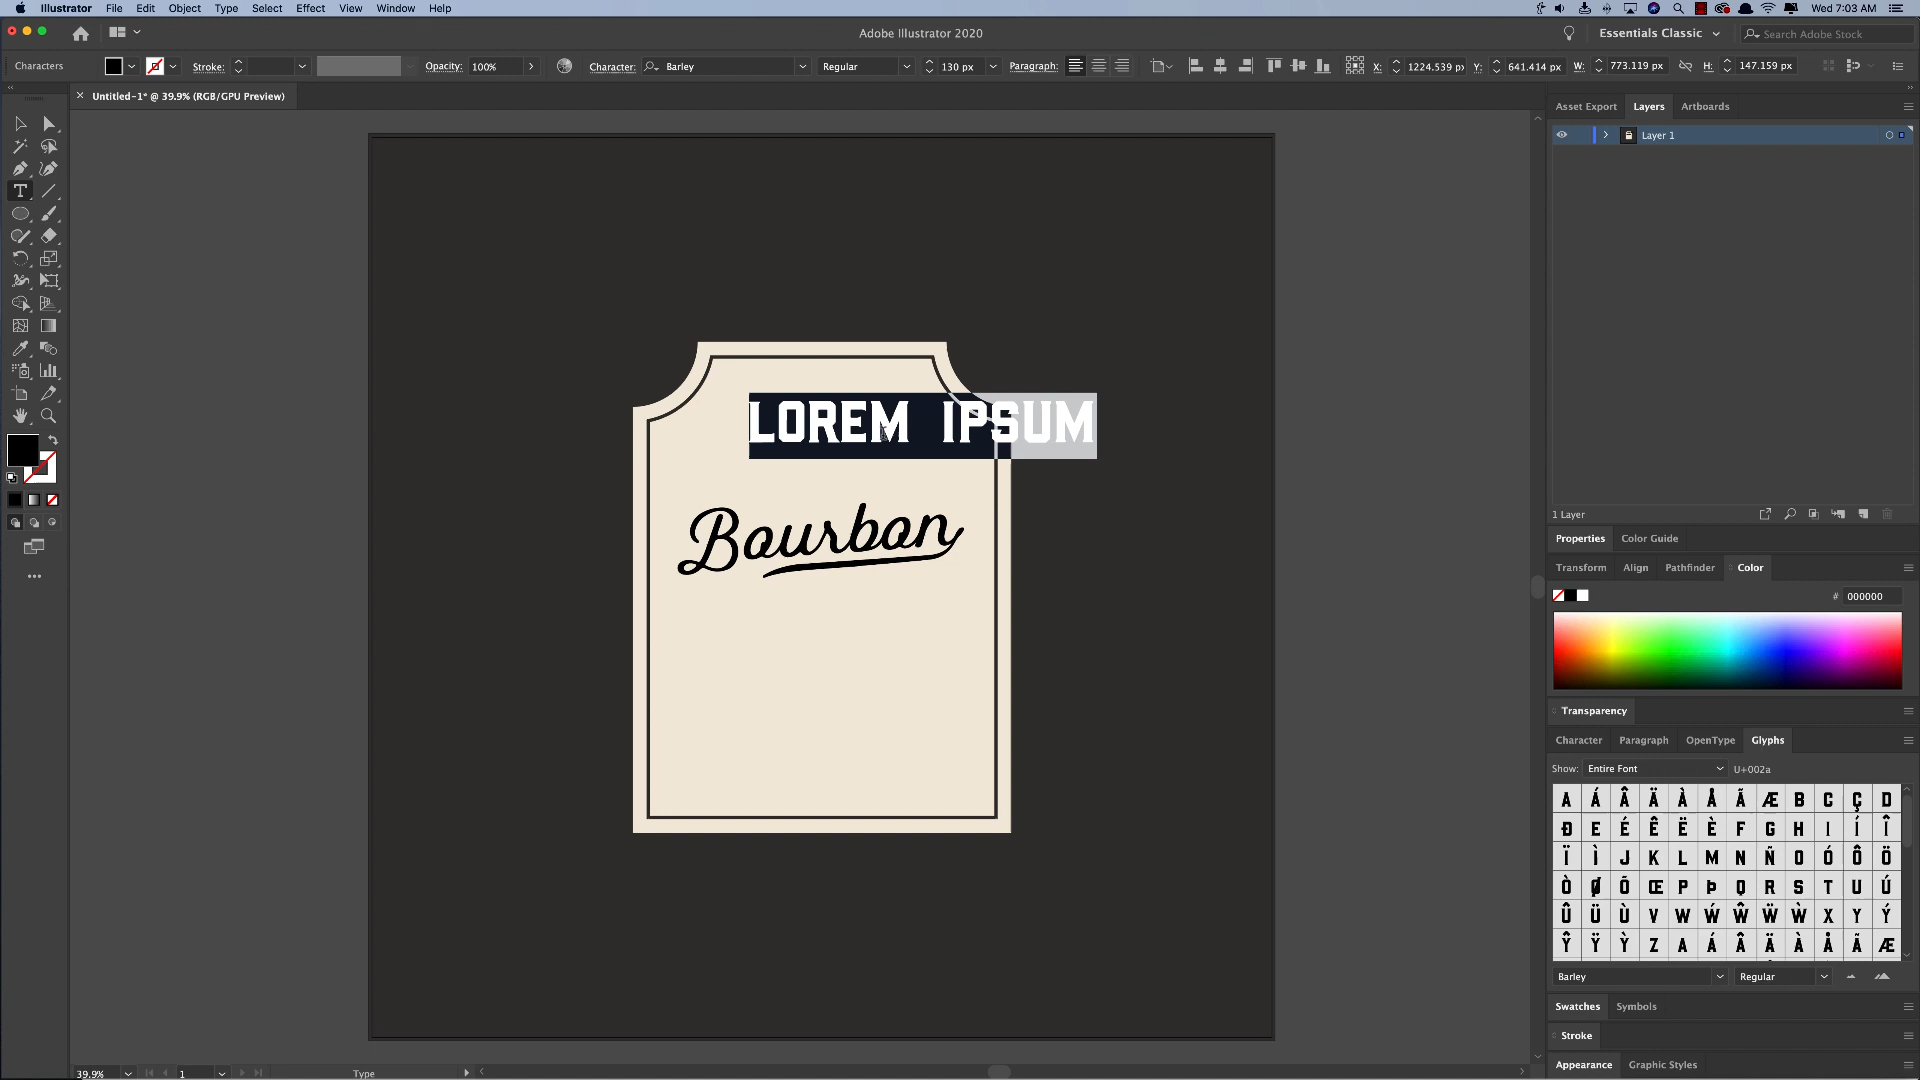 Illustrator File Edit Object Type Select Effect View Window Help Wed 7:03 AM
Adobe Illustrator 2020 Essentials Classic Search Adobe Stock
Characters Stroke: Opacity: 100% Character: Barley Regular 130 px Paragraph: X: 1224.539 px Y: 641.414 px W: 773.119 px H: 147.159 px
Untitled-1* @ 39.9% (RGB/GPU Preview)
Asset Export Layers Artboards
Layer 1
LOREM IPSUM
Bourbon
1 Layer
Properties Color Guide
Transform Align Pathfinder Color
# 000000
Transparency
Character Paragraph OpenType Glyphs
Show: Entire Font U+002a
A Á Â Ä À Å Ã Æ B C Ç D
Ð E É Ê Ë È F G H I Í Î
Ï Ì J K L M N Ñ O Ó Ô Ö
Ò Ø Õ Œ P Þ Q R S T U Ú
Û Ü Ù V W Ẃ Ŵ Ẅ Ẁ X Y Ý
Ŷ Ÿ Ỳ Z A Á Â Ä À Å Ã Æ
Barley Regular
Swatches Symbols
Stroke
Appearance Graphic Styles
39.9% 1 Type